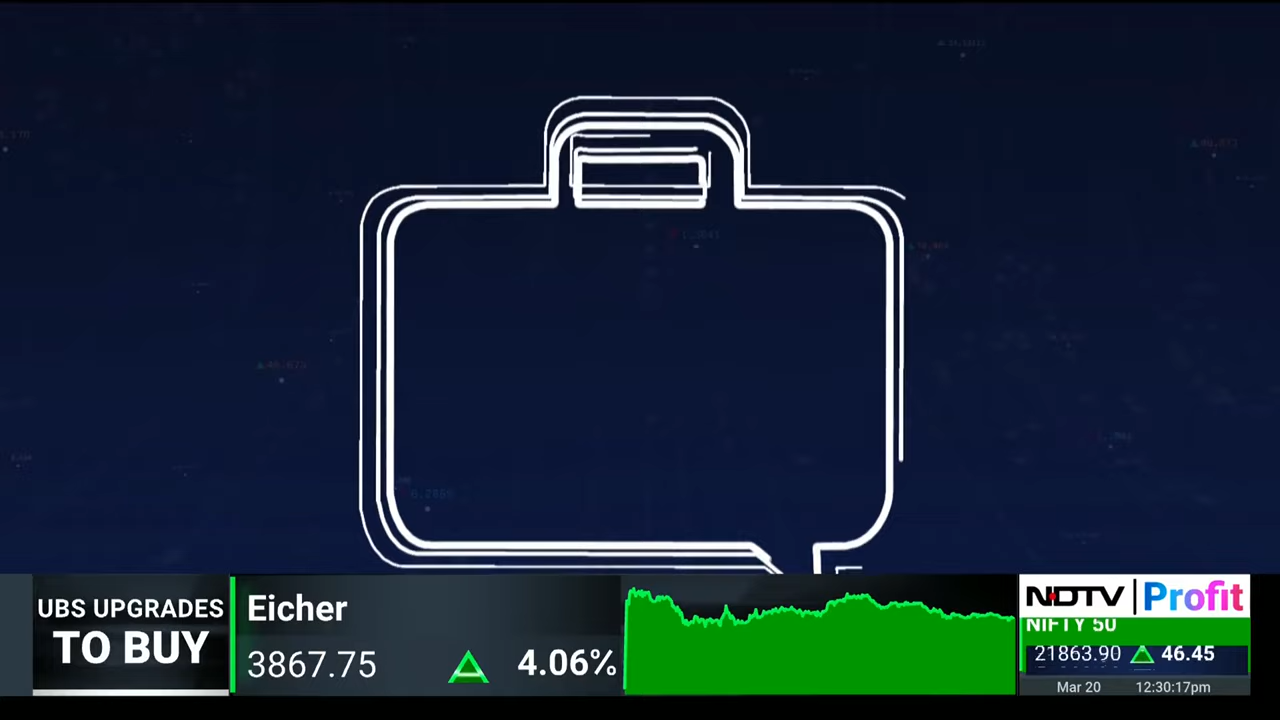 UBS UPGRADES
TO BUY
Eicher
3867.75 4.06%
NDTV Profit
NIFTY 50
21863.90 46.45
Mar 20 12:30:17pm